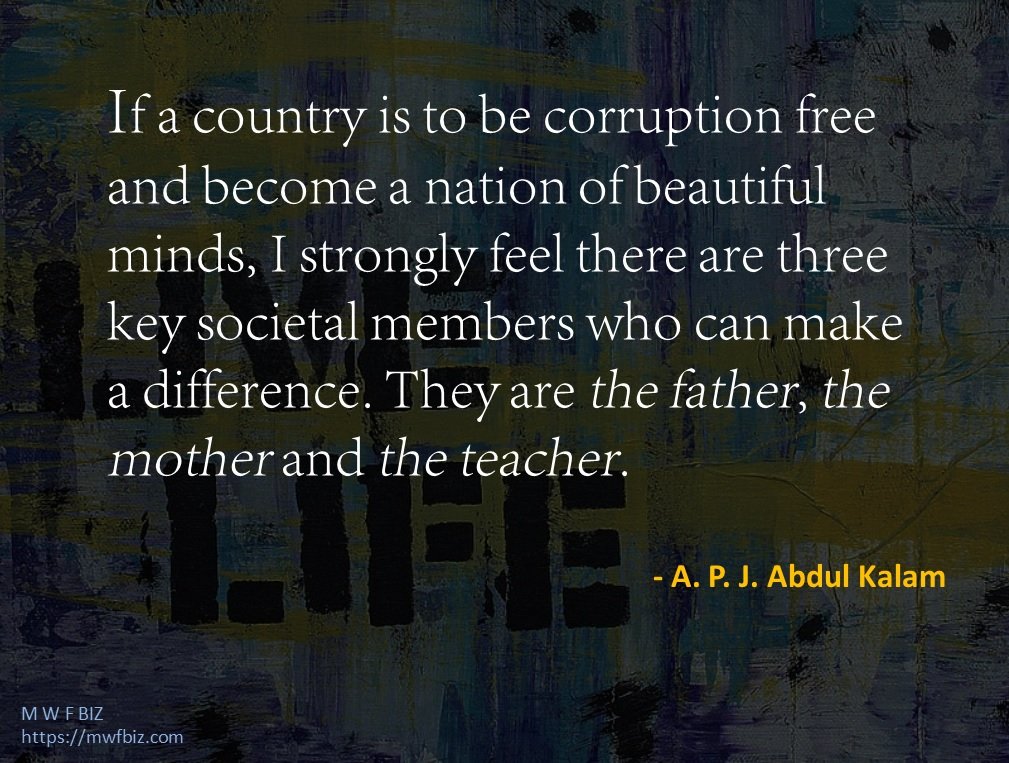 If a country is to be corruption free
and become a nation of beautiful
minds, I strongly feel there are three
key societal members who can make
a difference. They are the father, the
mother and the teacher.
- A. P. J. Abdul Kalam
LIVE
LIFE
M W F BIZ
https://mwfbiz.com